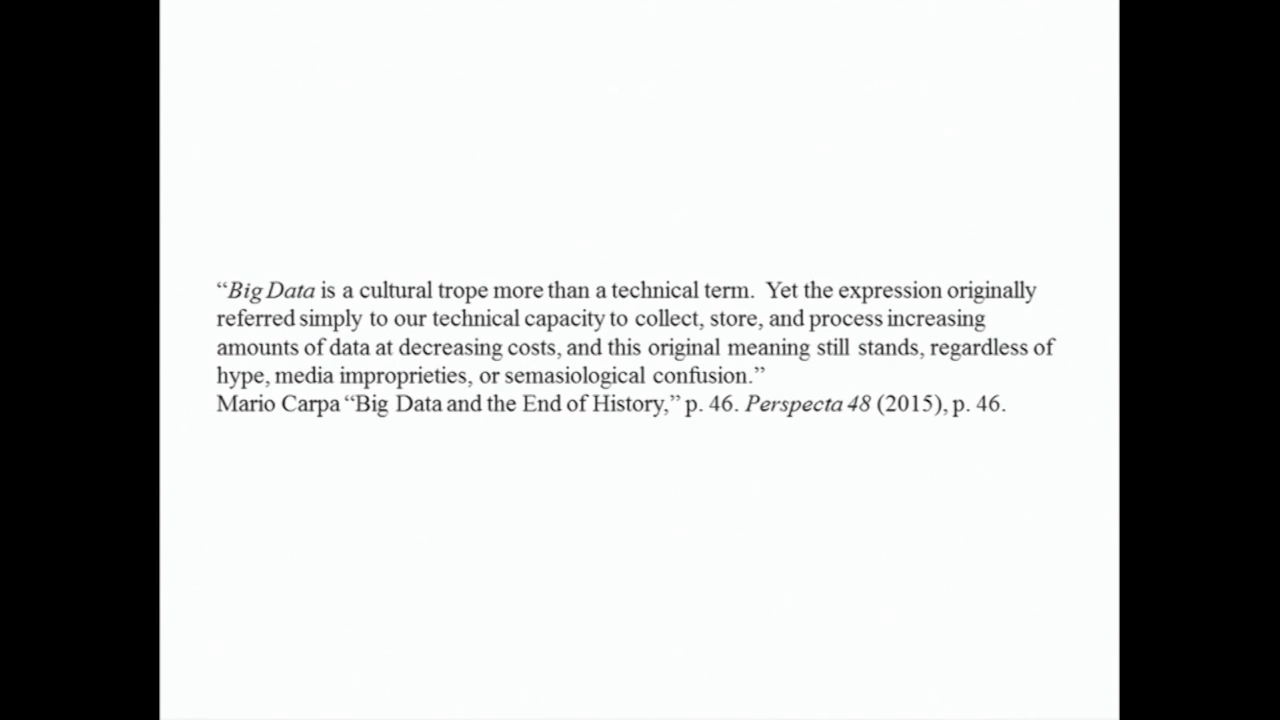 “Big Data is a cultural trope more than a technical term.  Yet the expression originally
referred simply to our technical capacity to collect, store, and process increasing
amounts of data at decreasing costs, and this original meaning still stands, regardless of
hype, media improprieties, or semasiological confusion.”
Mario Carpa “Big Data and the End of History,” p. 46. Perspecta 48 (2015), p. 46.